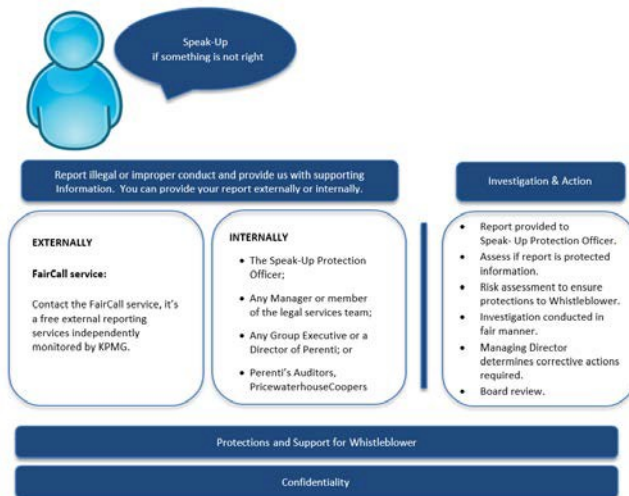 Speak-Up
if something is not right
Report illegal or improper conduct and provide us with supporting
Information. You can provide your report externally or internally.
Investigation & Action
EXTERNALLY
FairCall service:
Contact the FairCall service, it's
a free external reporting
services independently
monitored by KPMG.
INTERNALLY
• The Speak-Up Protection
Officer;
• Any Manager or member
of the legal services team;
• Any Group Executive or a
Director of Perenti; or
• Perenti's Auditors,
PricewaterhouseCoopers
• Report provided to
Speak- Up Protection Officer.
• Assess if report is protected
information.
• Risk assessment to ensure
protections to Whistleblower.
• Investigation conducted in
fair manner.
• Managing Director
determines corrective actions
required.
• Board review.
Protections and Support for Whistleblower
Confidentiality